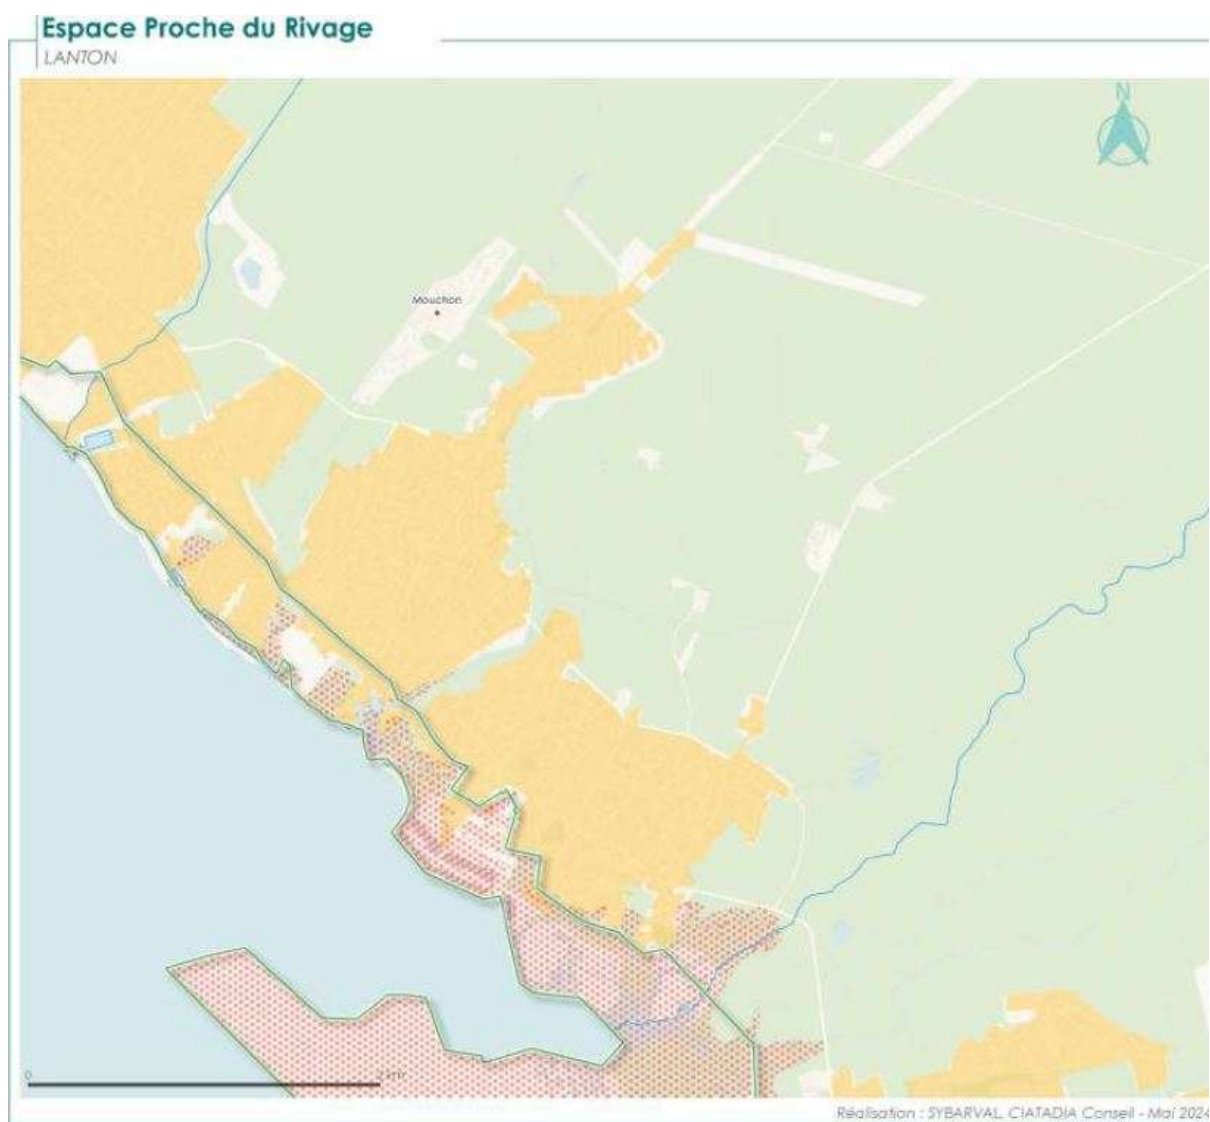 Espace Proche du Rivage
LANTON
N
Mouchon
0
2 km
Réalisation : SYBARVAL, CIATADIA Conseil - Mai 2024